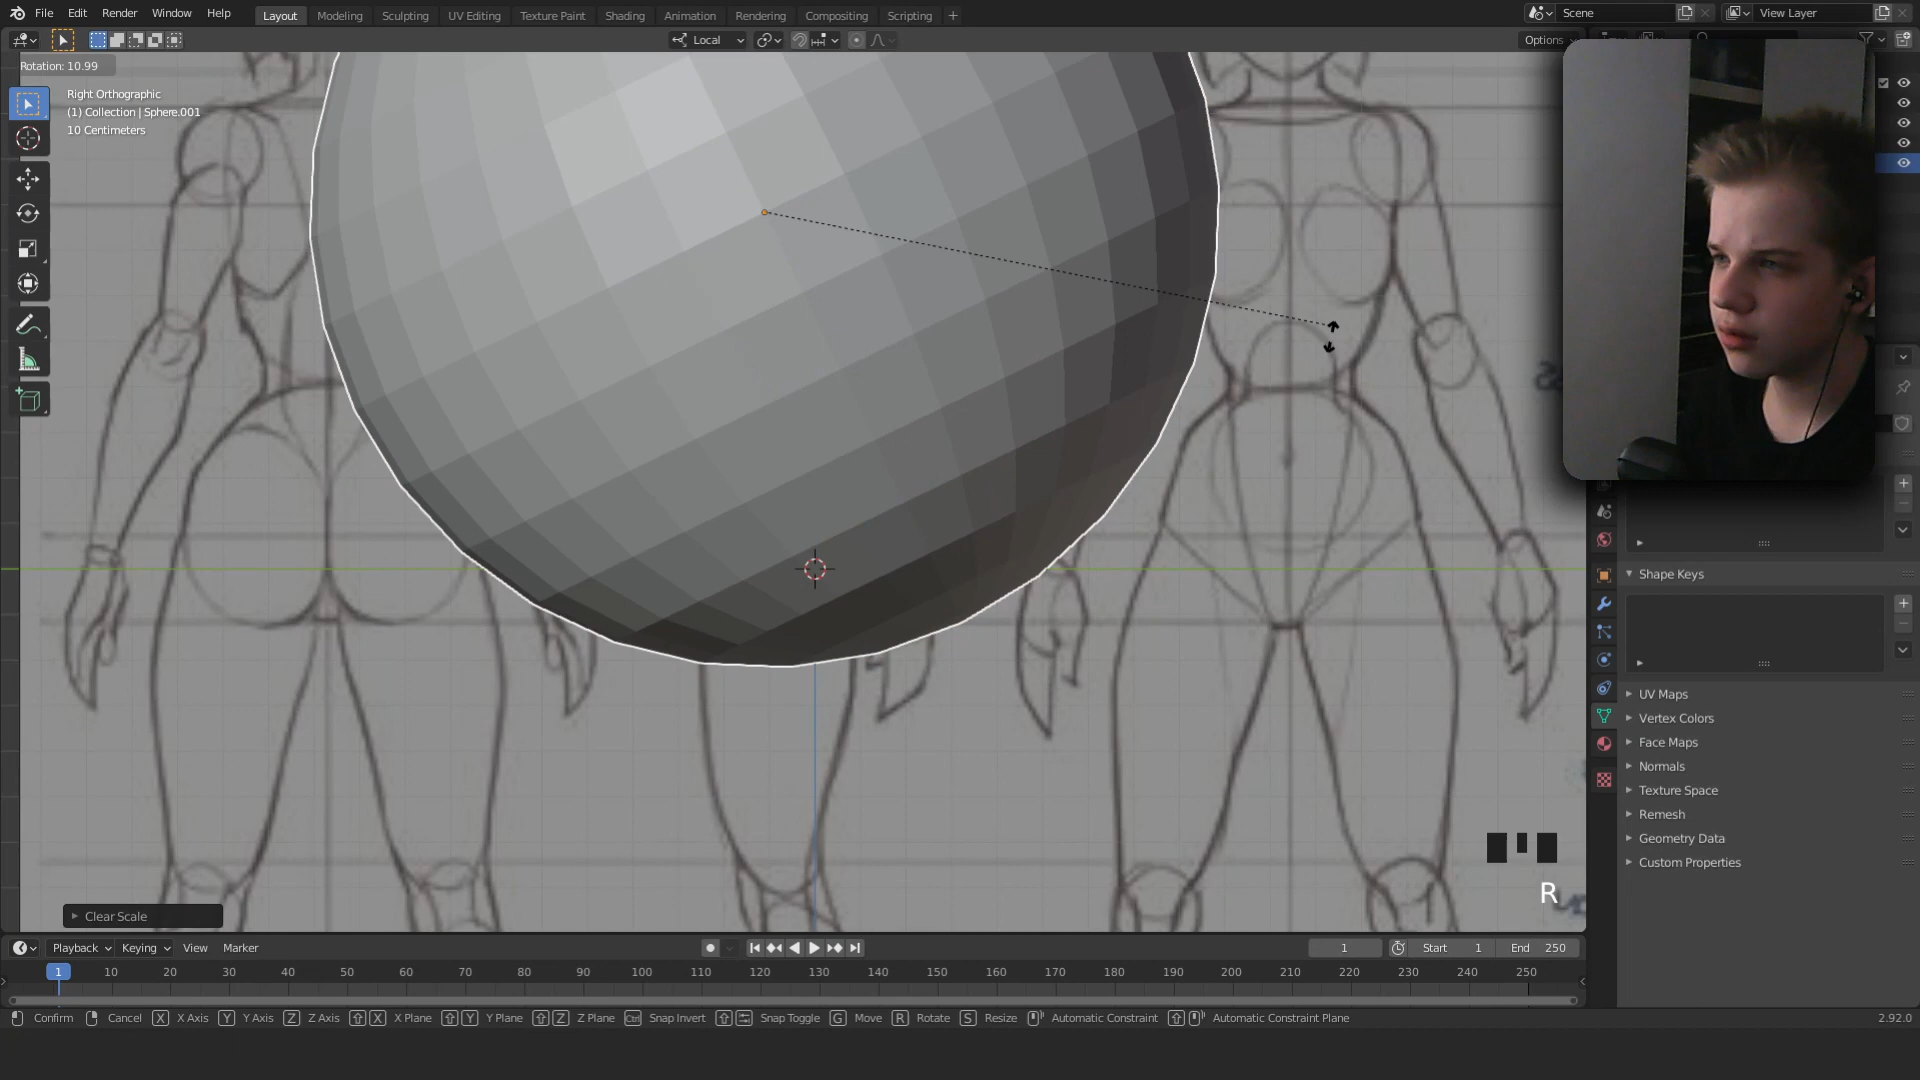 File Edit Render Window Help
Layout Modeling Sculpting UV Editing Texture Paint Shading Animation Rendering Compositing Scripting +
Scene
View Layer
Local
Options
Rotation: 10.99
Right Orthographic
(1) Collection | Sphere.001
10 Centimeters
Shape Keys
UV Maps
Vertex Colors
Face Maps
Normals
Texture Space
Remesh
Geometry Data
Custom Properties
R
Clear Scale
Playback Keying View Marker
1 Start 1 End 250
1 10 20 30 40 50 60 70 80 90 100 110 120 130 140 150 160 170 180 190 200 210 220 230 240 250
Confirm Cancel X X Axis Y Y Axis Z Z Axis X X Plane Y Y Plane Z Z Plane Ctrl Snap Invert Snap Toggle G Move R Rotate S Resize Automatic Constraint Automatic Constraint Plane 2.92.0